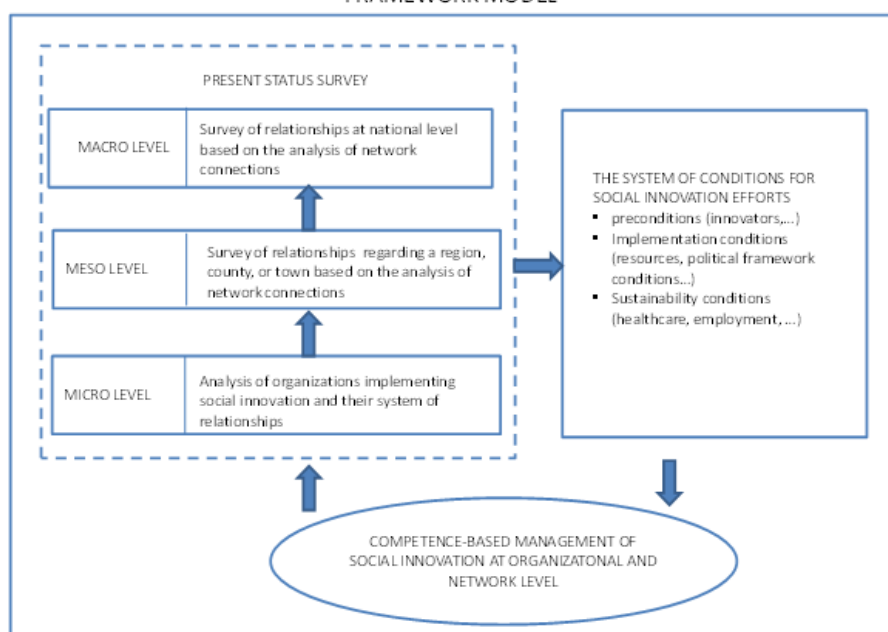 FRAMEWORK MODEL
PRESENT STATUS SURVEY
MACRO LEVEL
Survey of relationships at national level
based on the analysis of network
connections
MESO LEVEL
Survey of relationships regarding a region,
county, or town based on the analysis of
network connections
MICRO LEVEL
Analysis of organizations implementing
social innovation and their system of
relationships
THE SYSTEM OF CONDITIONS FOR
SOCIAL INNOVATION EFFORTS
▪ preconditions (innovators,...)
▪ Implementation conditions
(resources, political framework
conditions...)
▪ Sustainability conditions
(healthcare, employment, ...)
COMPETENCE-BASED MANAGEMENT OF
SOCIAL INNOVATION AT ORGANIZATONAL AND
NETWORK LEVEL